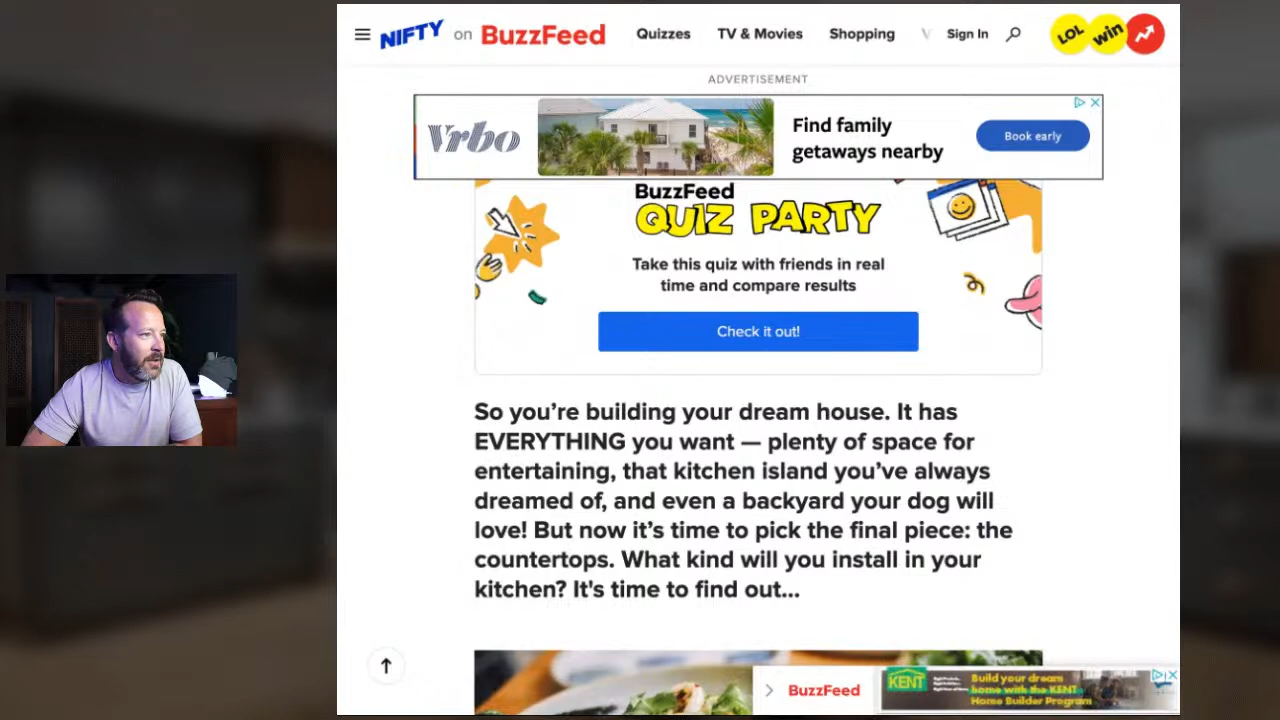 NIFTY on BuzzFeed Quizzes TV & Movies Shopping Sign In LOL win
ADVERTISEMENT
Vrbo
Find family
getaways nearby
Book early
BuzzFeed
QUIZ PARTY
Take this quiz with friends in real
time and compare results
Check it out!
So you’re building your dream house. It has
EVERYTHING you want — plenty of space for
entertaining, that kitchen island you’ve always
dreamed of, and even a backyard your dog will
love! But now it’s time to pick the final piece: the
countertops. What kind will you install in your
kitchen? It's time to find out...
BuzzFeed
KENT
Build your dream
home with the KENT
Home Builder Program